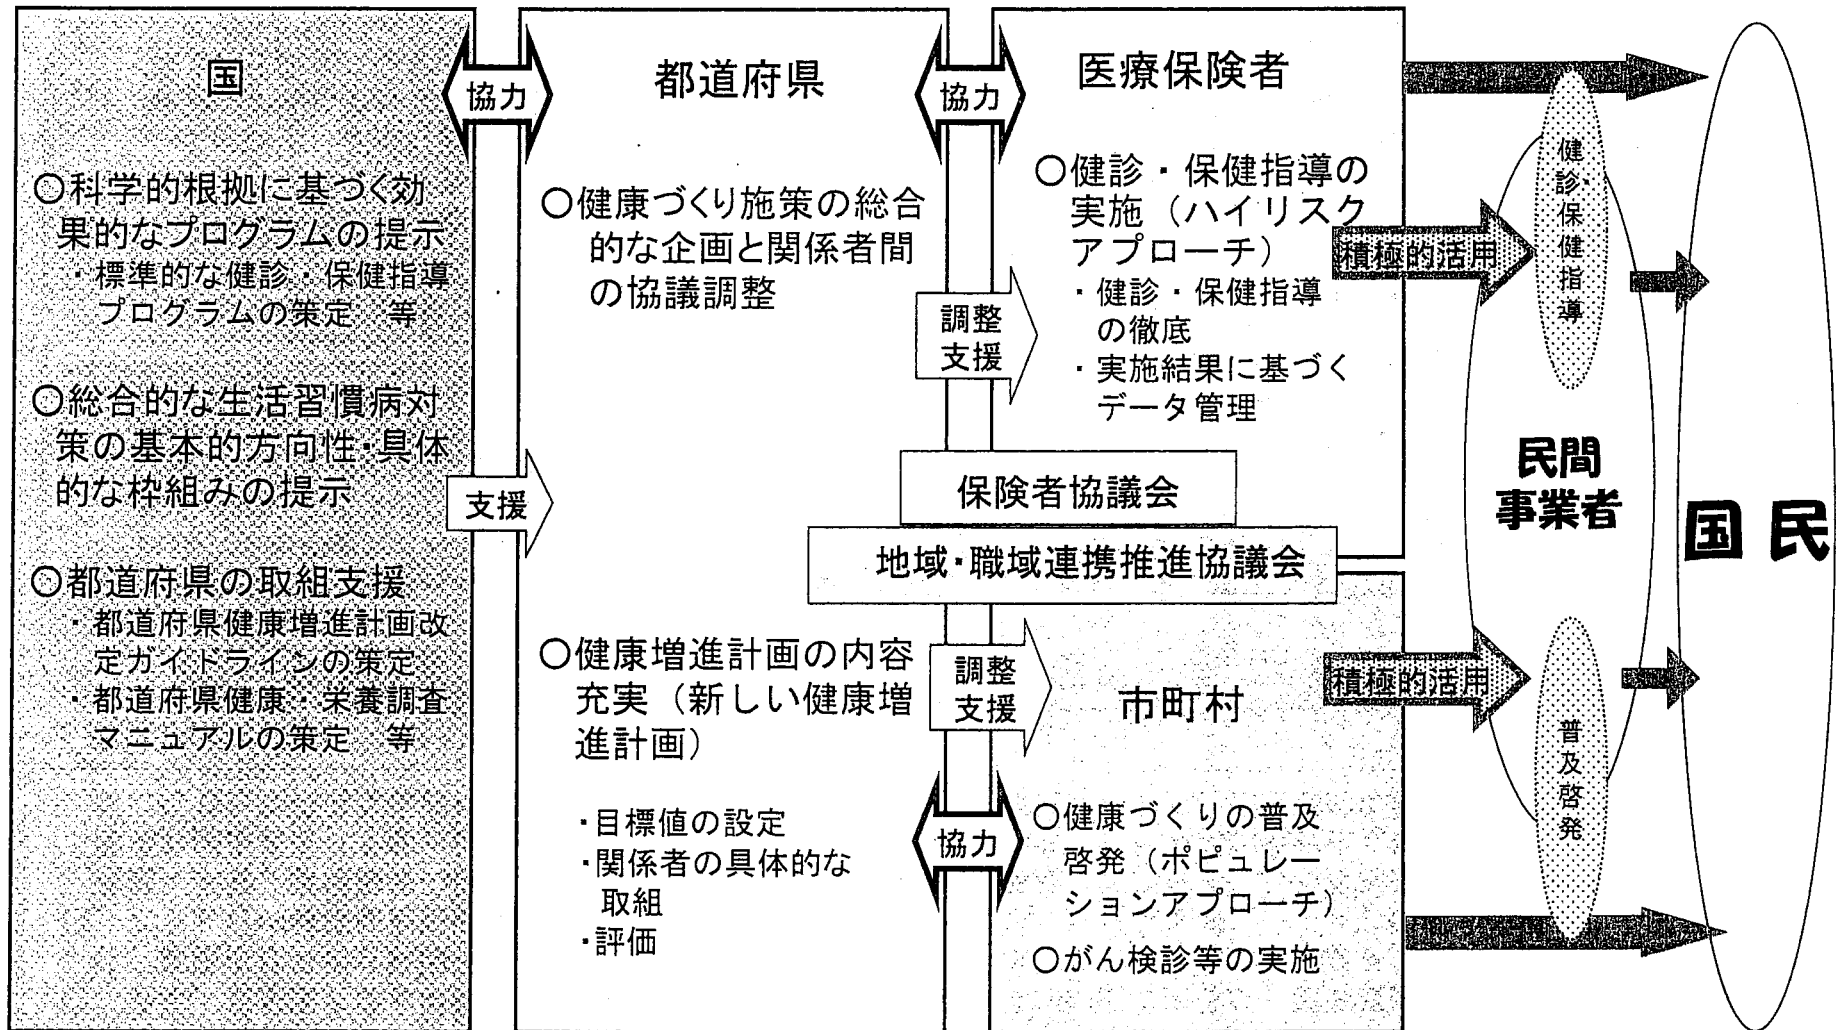 国
○科学的根拠に基づく効
果的なプログラムの提示
・標準的な健診・保健指導
プログラムの策定　等
○総合的な生活習慣病対
策の基本的方向性・具体
的な枠組みの提示
○都道府県の取組支援
・都道府県健康増進計画改
定ガイドラインの策定
・都道府県健康・栄養調査
マニュアルの策定　等
協力
支援
都道府県
○健康づくり施策の総合
的な企画と関係者間
の協議調整
○健康増進計画の内容
充実（新しい健康増
進計画）
・目標値の設定
・関係者の具体的な
取組
・評価
協力
調整
支援
保険者協議会
地域・職域連携推進協議会
調整
支援
協力
医療保険者
○健診・保健指導の
実施（ハイリスク
アプローチ）
・健診・保健指導
の徹底
・実施結果に基づく
データ管理
市町村
○健康づくりの普及
啓発（ポピュレー
ションアプローチ）
○がん検診等の実施
積極的活用
積極的活用
健診・保健指導
民間
事業者
普及啓発
国民